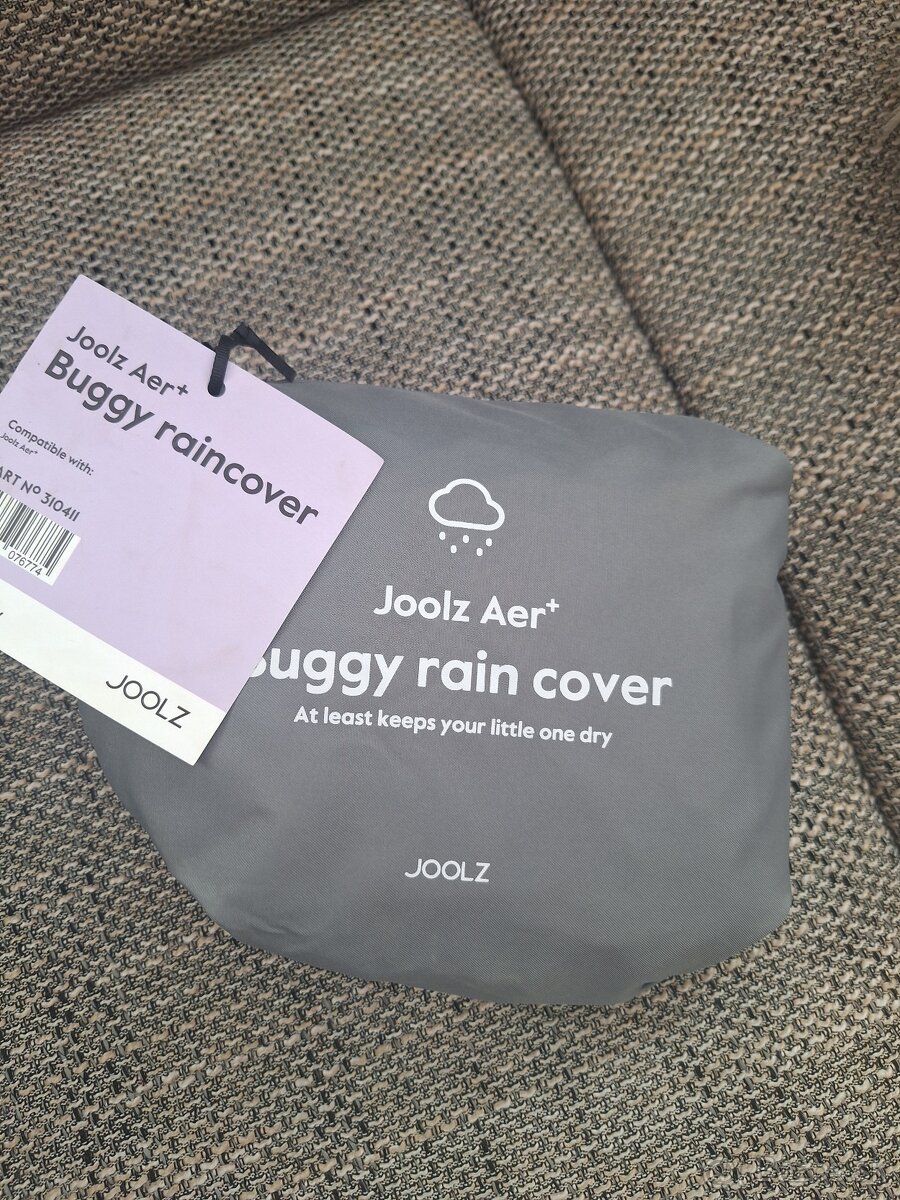 Joolz Aer+
Buggy raincover
Compatible with:
Joolz Aer+
ART Nº 310411
076774
JOOLZ
Joolz Aer+
Buggy rain cover
At least keeps your little one dry
JOOLZ